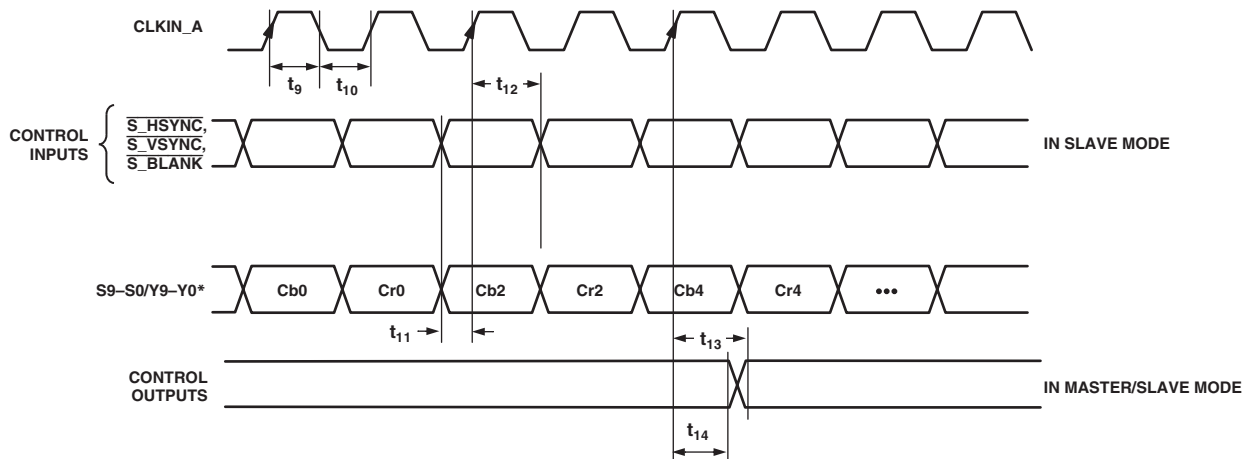 CLKIN_A
t9
t10
t12
CONTROL
INPUTS
S_HSYNC,
S_VSYNC,
S_BLANK
IN SLAVE MODE
S9–S0/Y9–Y0*
Cb0
Cr0
Cb2
Cr2
Cb4
Cr4
•••
t11
t13
CONTROL
OUTPUTS
IN MASTER/SLAVE MODE
t14